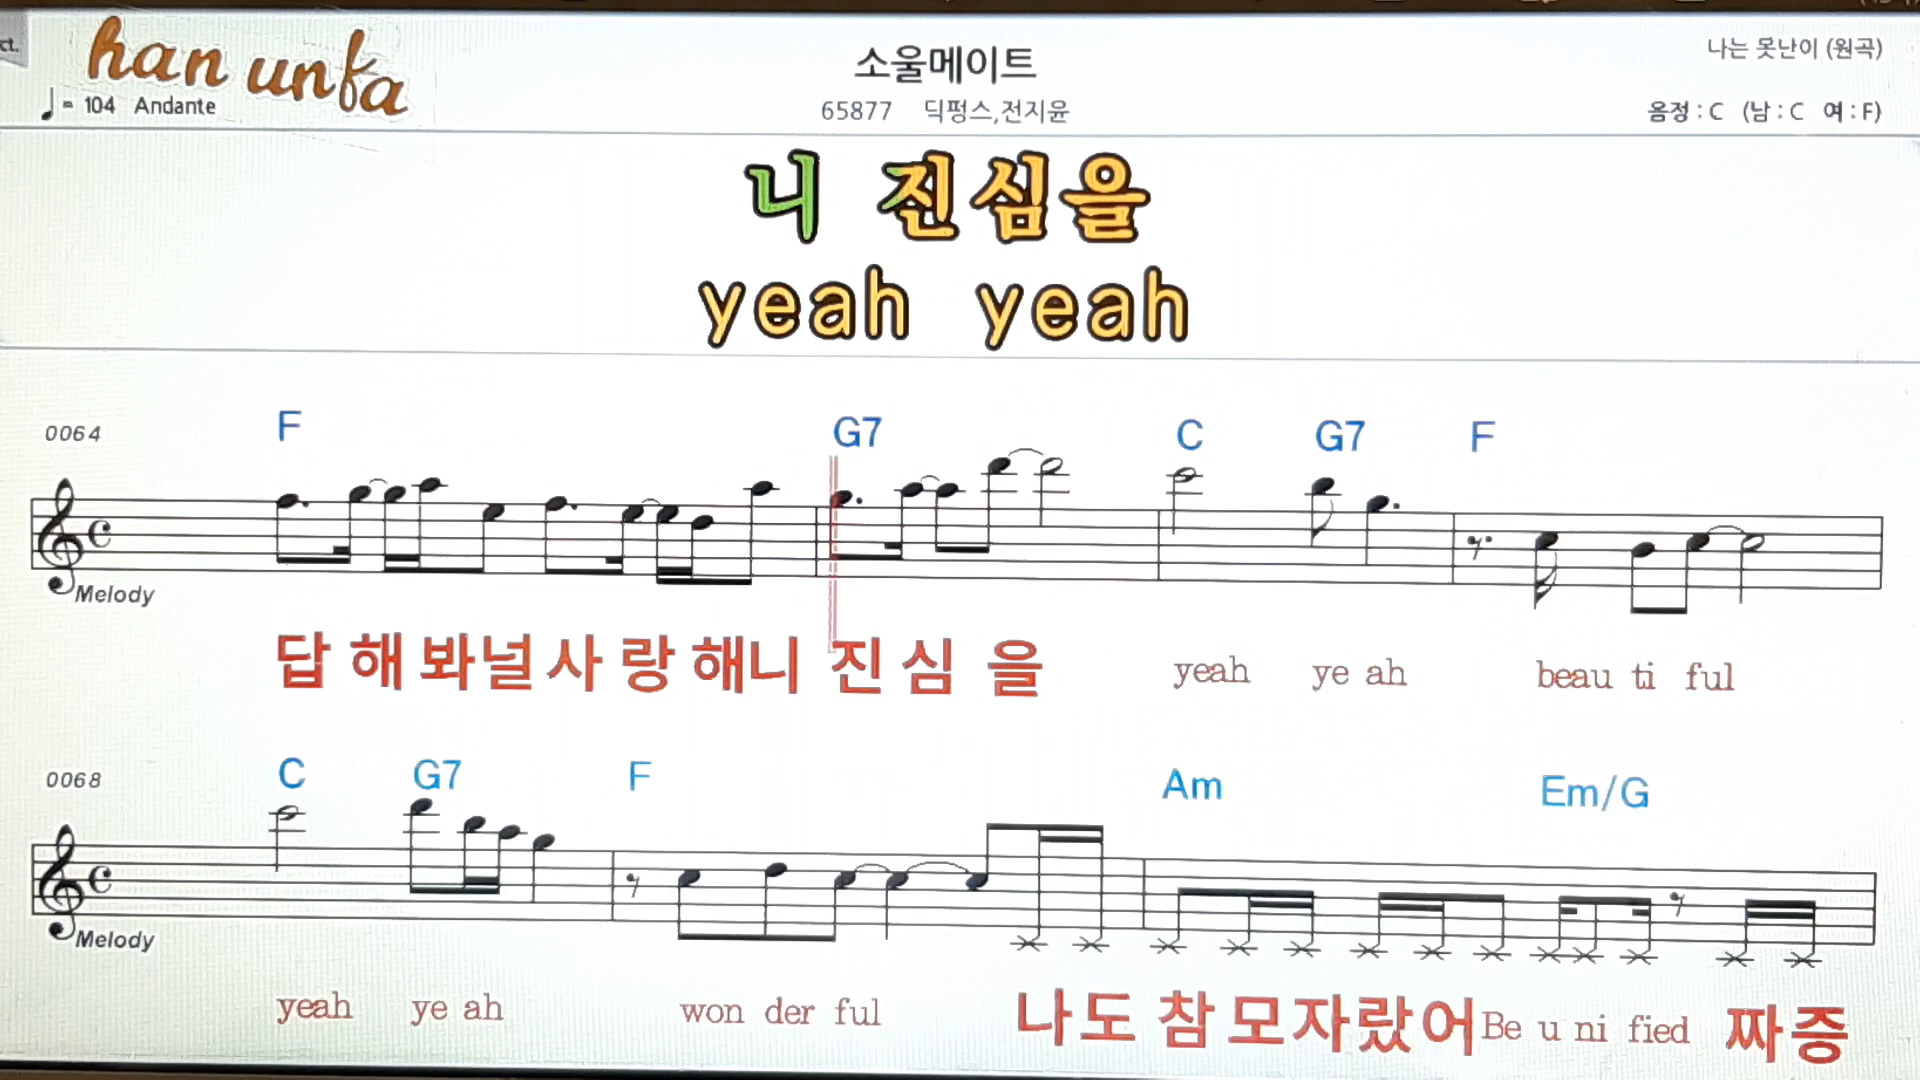 ct.
han unfa
♩= 104 Andante
소울메이트
65877 딕펑스,전지윤
나는 못난이 (원곡)
음정 : C (남 : C 여 : F)
니 진심을
yeah yeah
0064 F G7 C G7 F
Melody
답 해 봐널사 랑 해니 진 심 을 yeah ye ah beau ti ful
0068 C G7 F Am Em/G
Melody
yeah ye ah won der ful 나도 참 모자랐어Be u ni fied 짜증